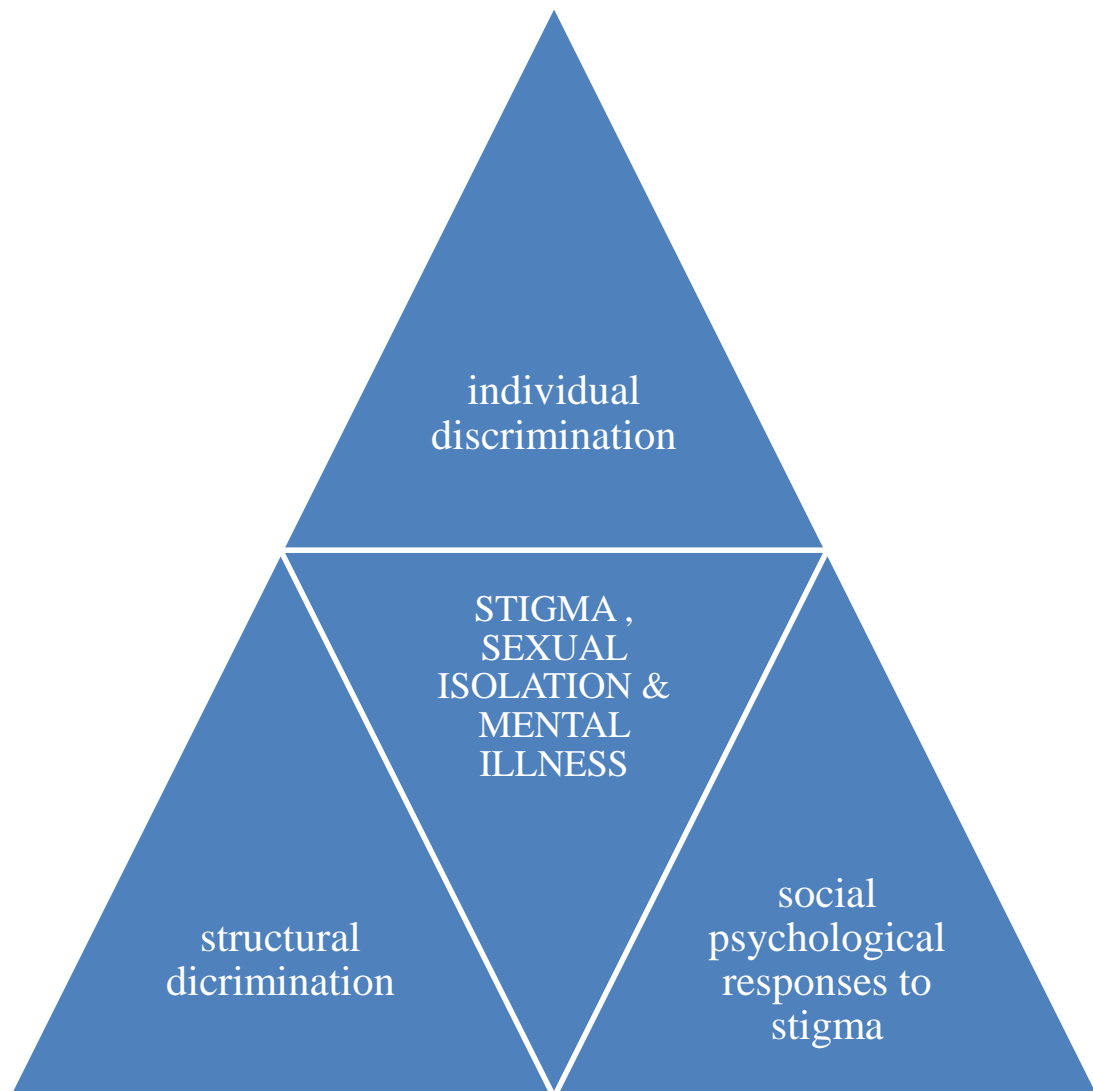 individual
discrimination
STIGMA ,
SEXUAL
ISOLATION &
MENTAL
ILLNESS
structural
dicrimination
social
psychological
responses to
stigma